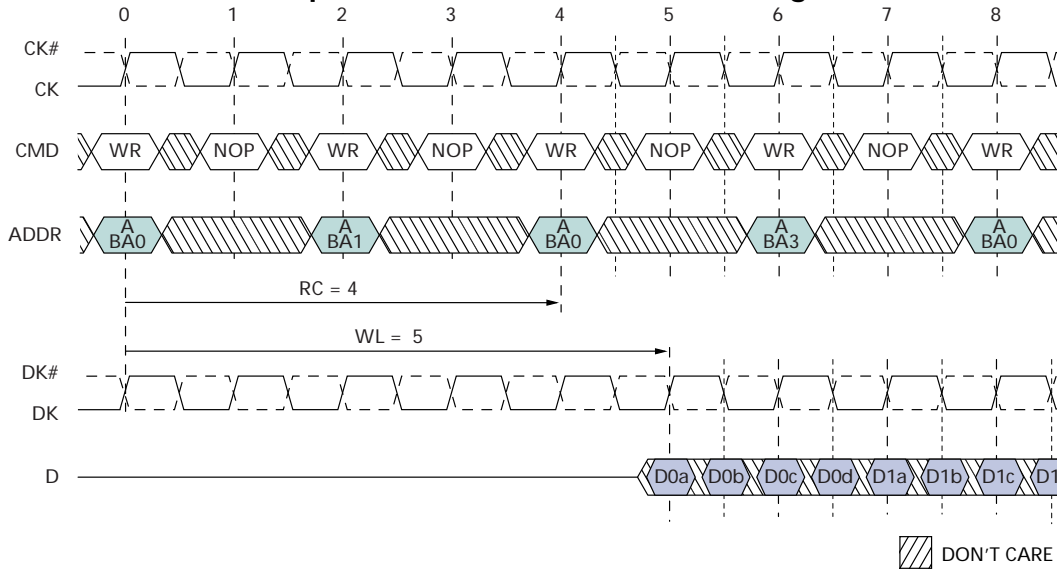 0 1 2 3 4 5 6 7 8
CK#
CK
CMD WR NOP WR NOP WR NOP WR NOP WR
ADDR A BA0 A BA1 A BA0 A BA3 A BA0
RC = 4
WL = 5
DK#
DK
D D0a D0b D0c D0d D1a D1b D1c
DON'T CARE